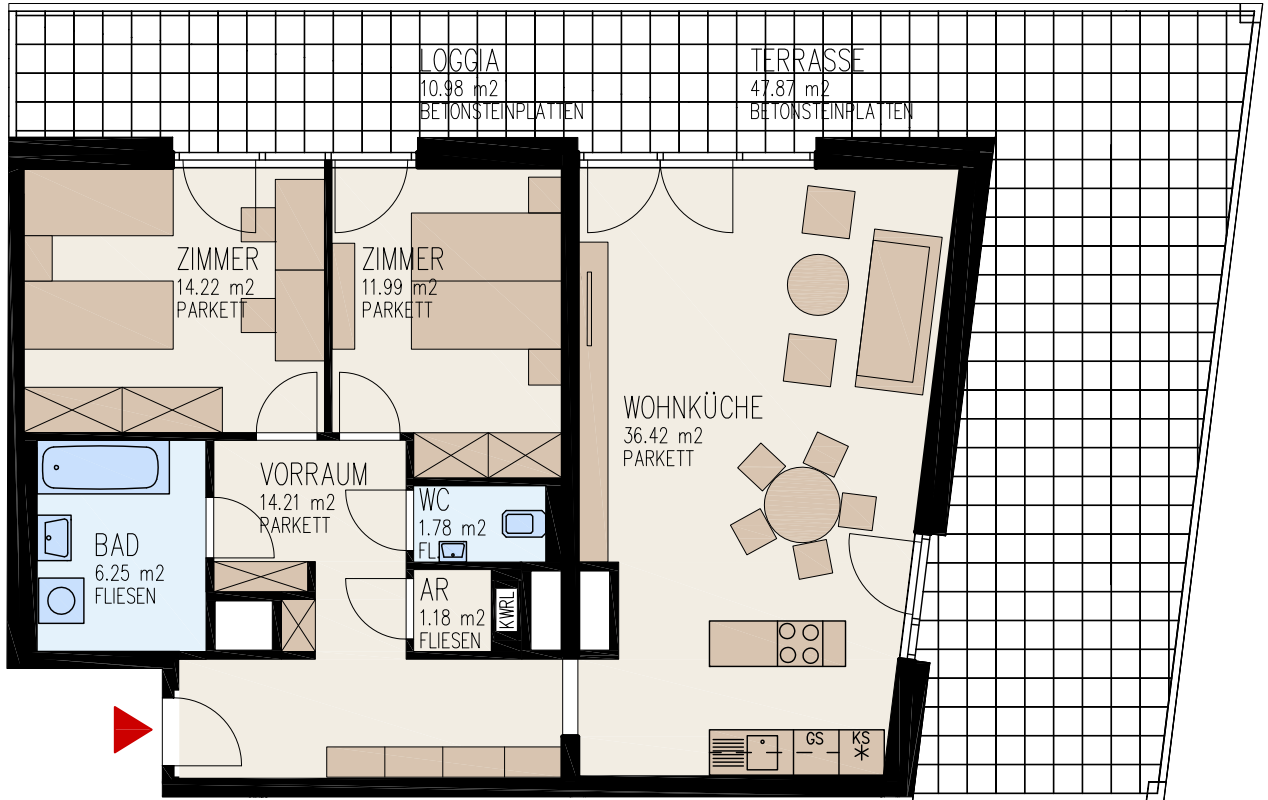 LOGGIA
10.98 m2
BETONSTEINPLATTEN
TERRASSE
47.87 m2
BETONSTEINPLATTEN
ZIMMER
14.22 m2
PARKETT
ZIMMER
11.99 m2
PARKETT
WOHNKÜCHE
36.42 m2
PARKETT
VORRAUM
14.21 m2
PARKETT
WC
1.78 m2
FL.
BAD
6.25 m2
FLIESEN
AR
1.18 m2
FLIESEN
KWRL
GS
KS